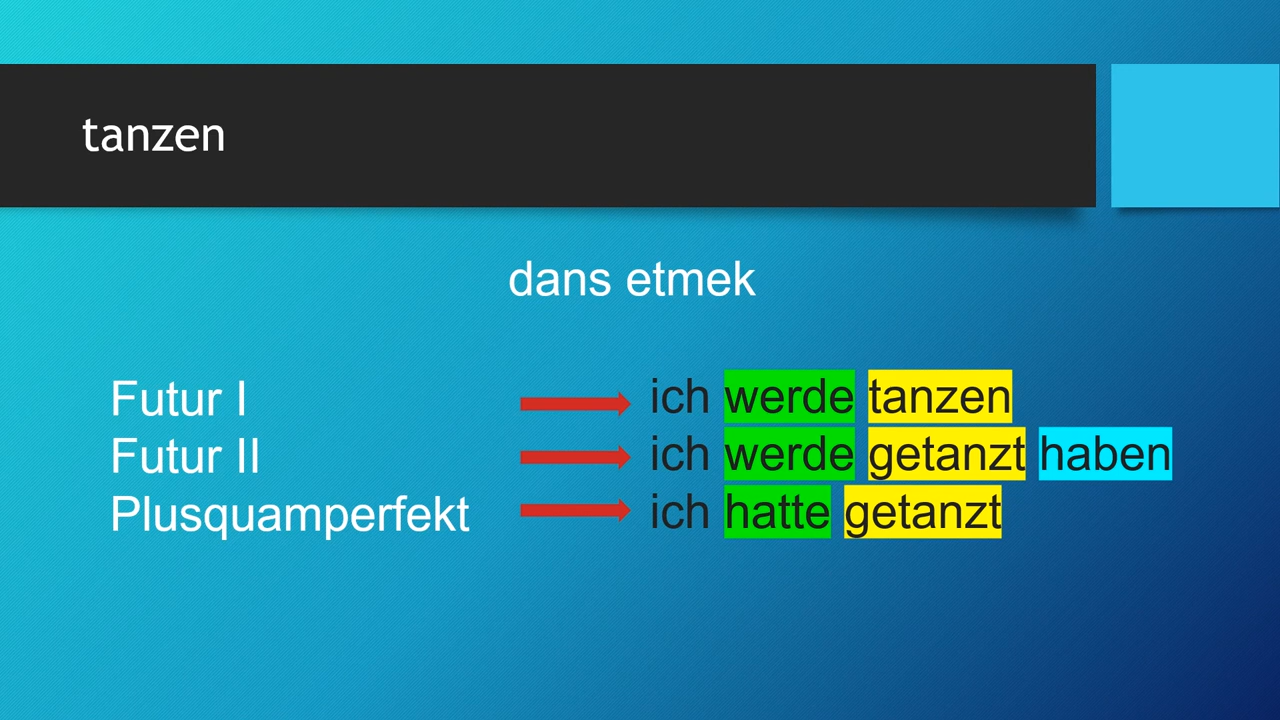 tanzen
dans etmek
Futur I ich werde tanzen
Futur II ich werde getanzt haben
Plusquamperfekt ich hatte getanzt